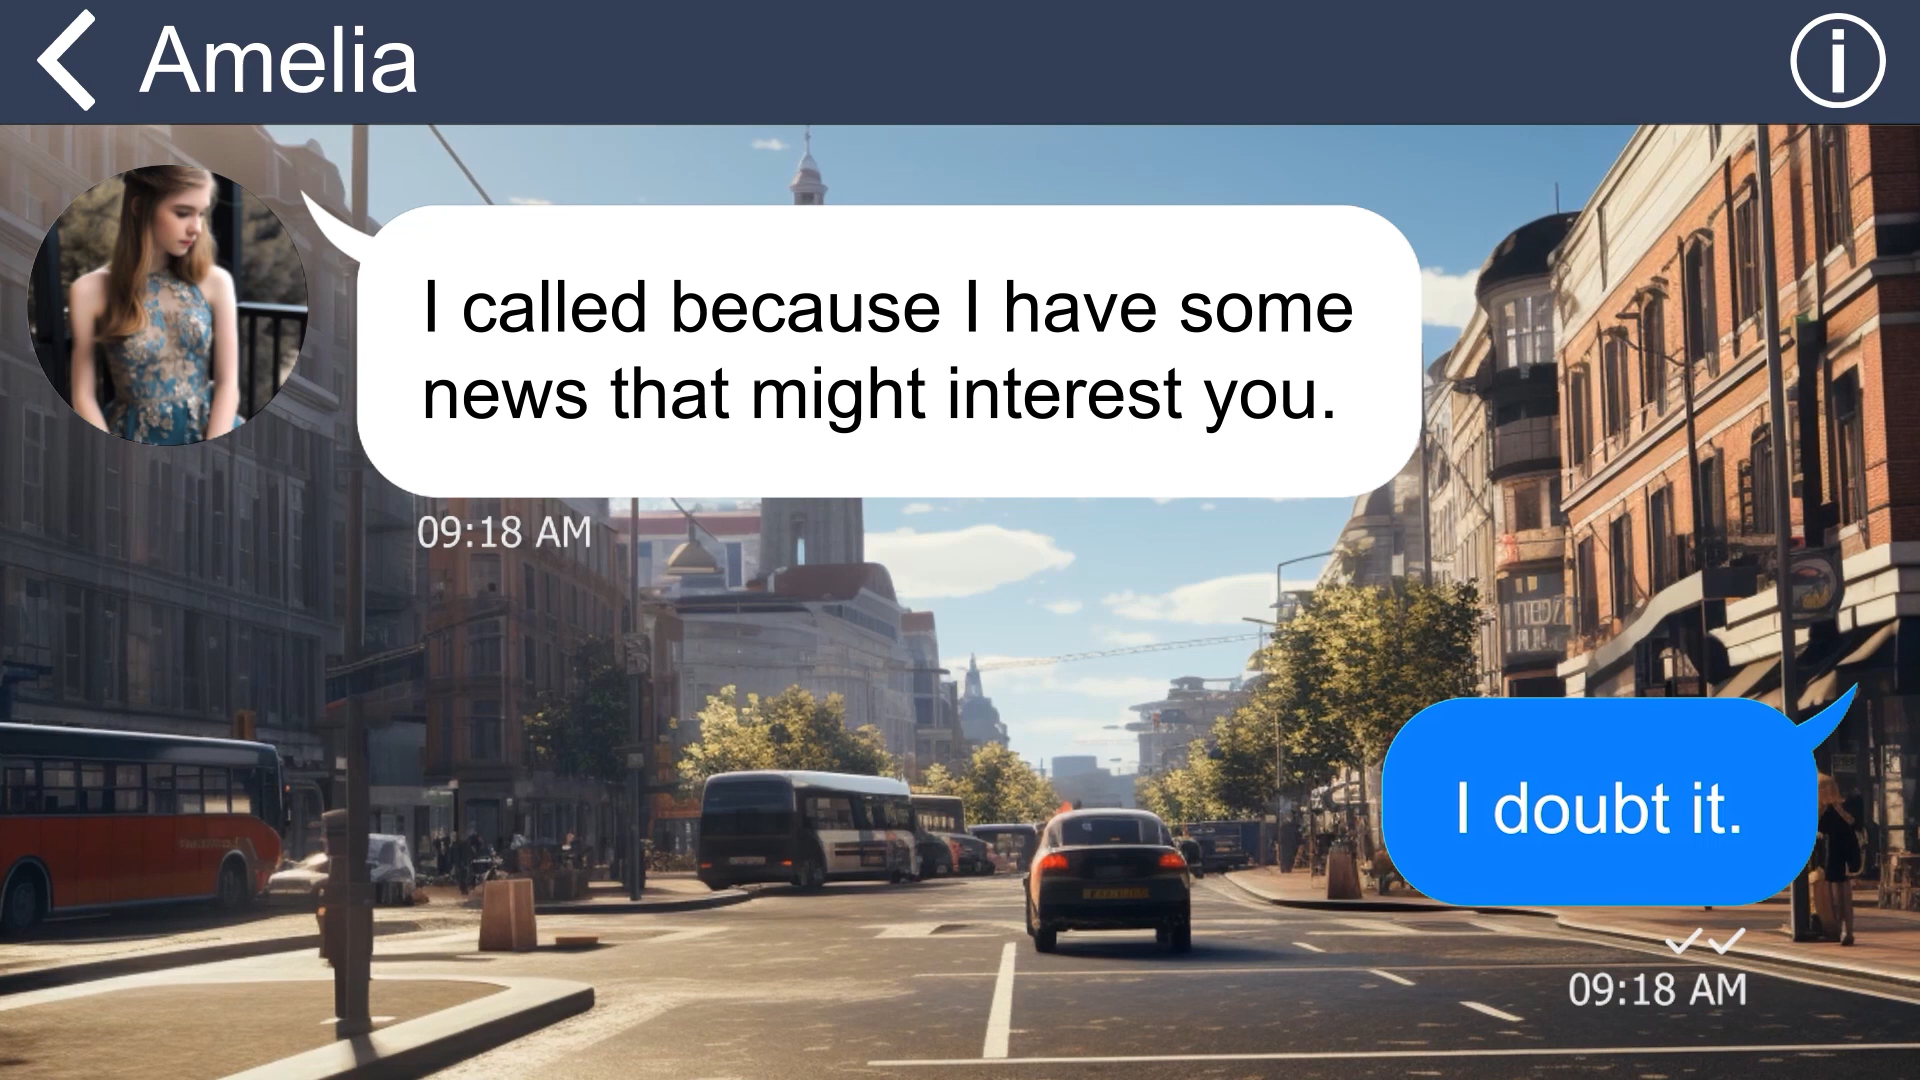 Amelia
I called because I have some
news that might interest you.
09:18 AM
I doubt it.
09:18 AM